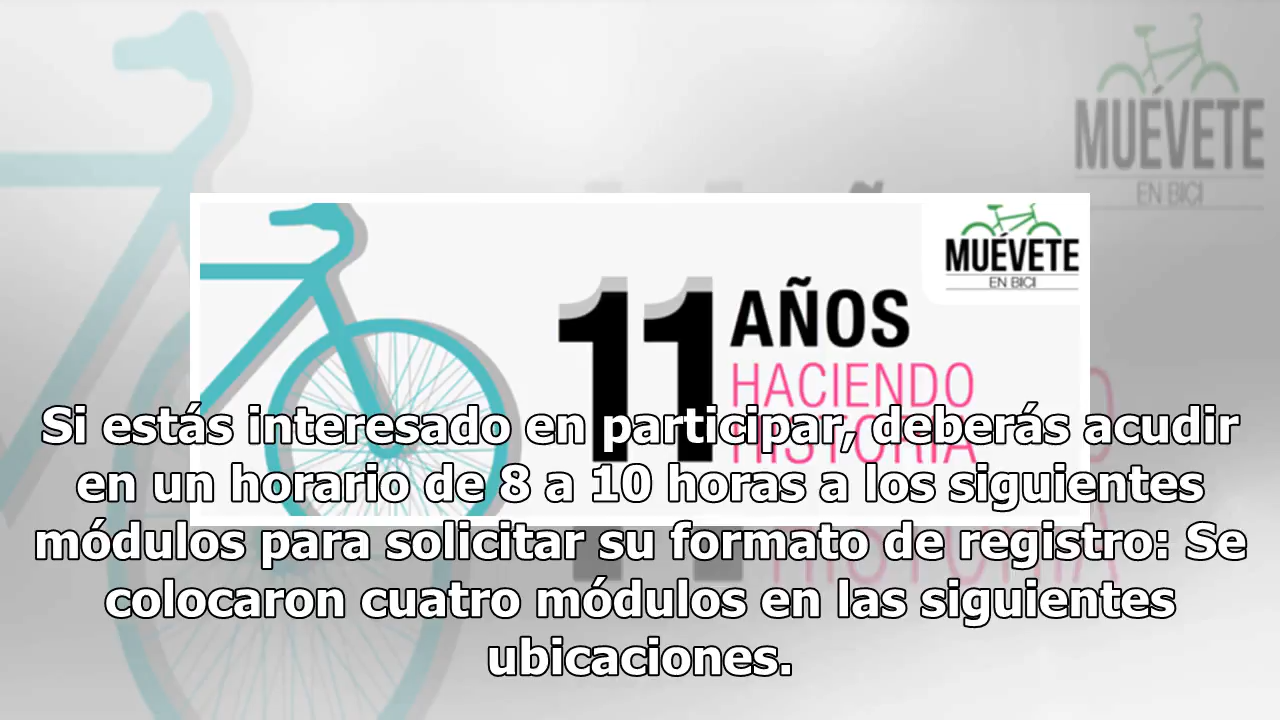 MUÉVETE
EN BICI
MUÉVETE
EN BICI
11 AÑOS
HACIENDO
HISTORIA
Si estás interesado en participar, deberás acudir
en un horario de 8 a 10 horas a los siguientes
módulos para solicitar su formato de registro: Se
colocaron cuatro módulos en las siguientes
ubicaciones.